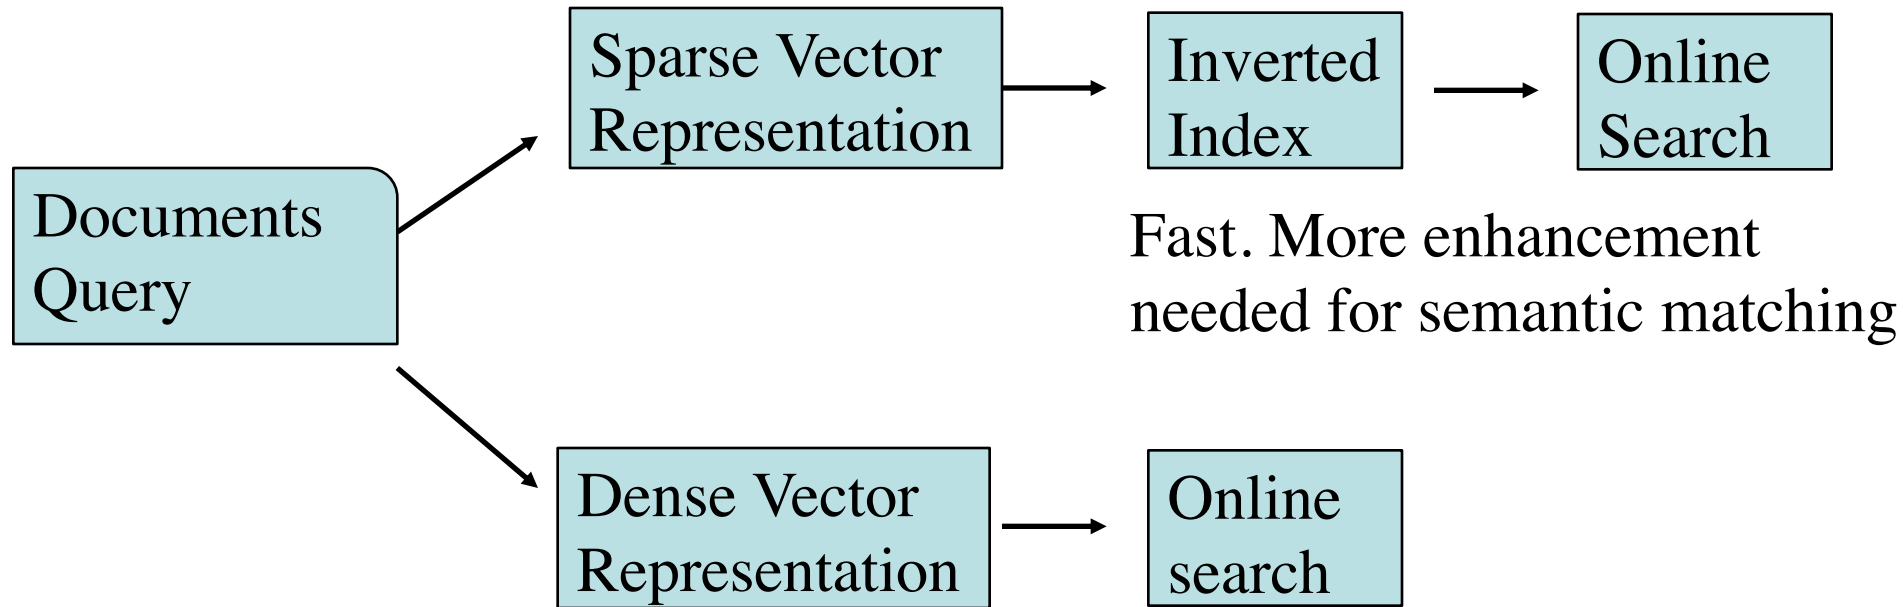 Sparse Vector
Representation
Inverted
Index
Online
Search
Documents
Query
Fast. More enhancement
needed for semantic matching
Dense Vector
Representation
Online
search